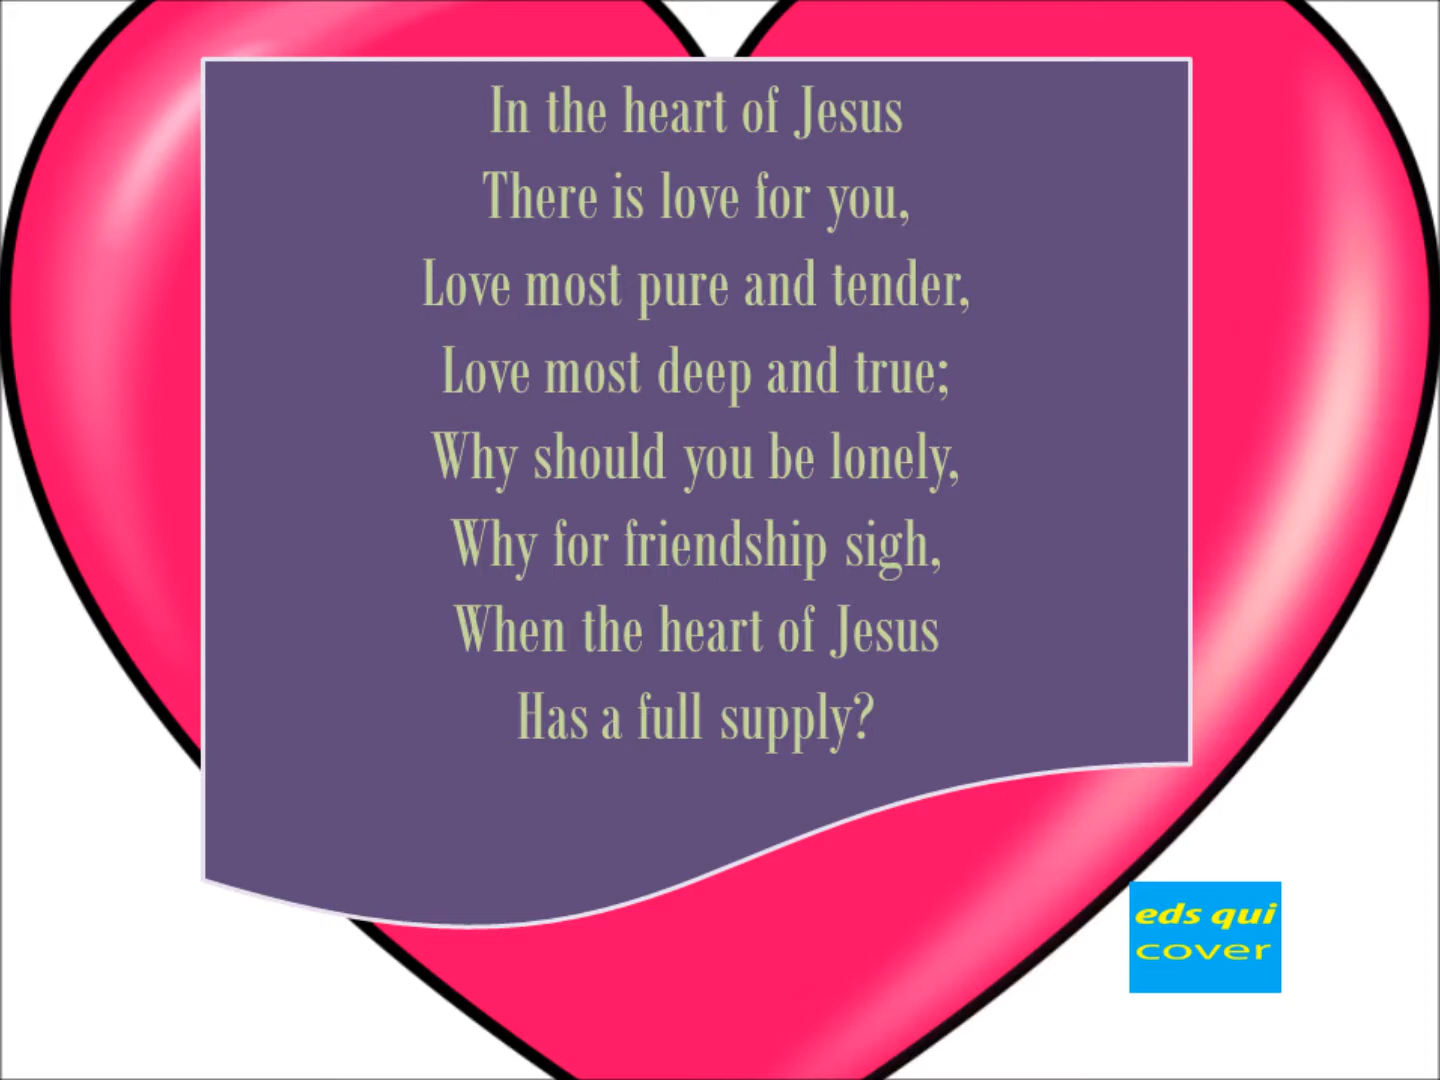 In the heart of Jesus
There is love for you,
Love most pure and tender,
Love most deep and true;
Why should you be lonely,
Why for friendship sigh,
When the heart of Jesus
Has a full supply?
eds qui
cover